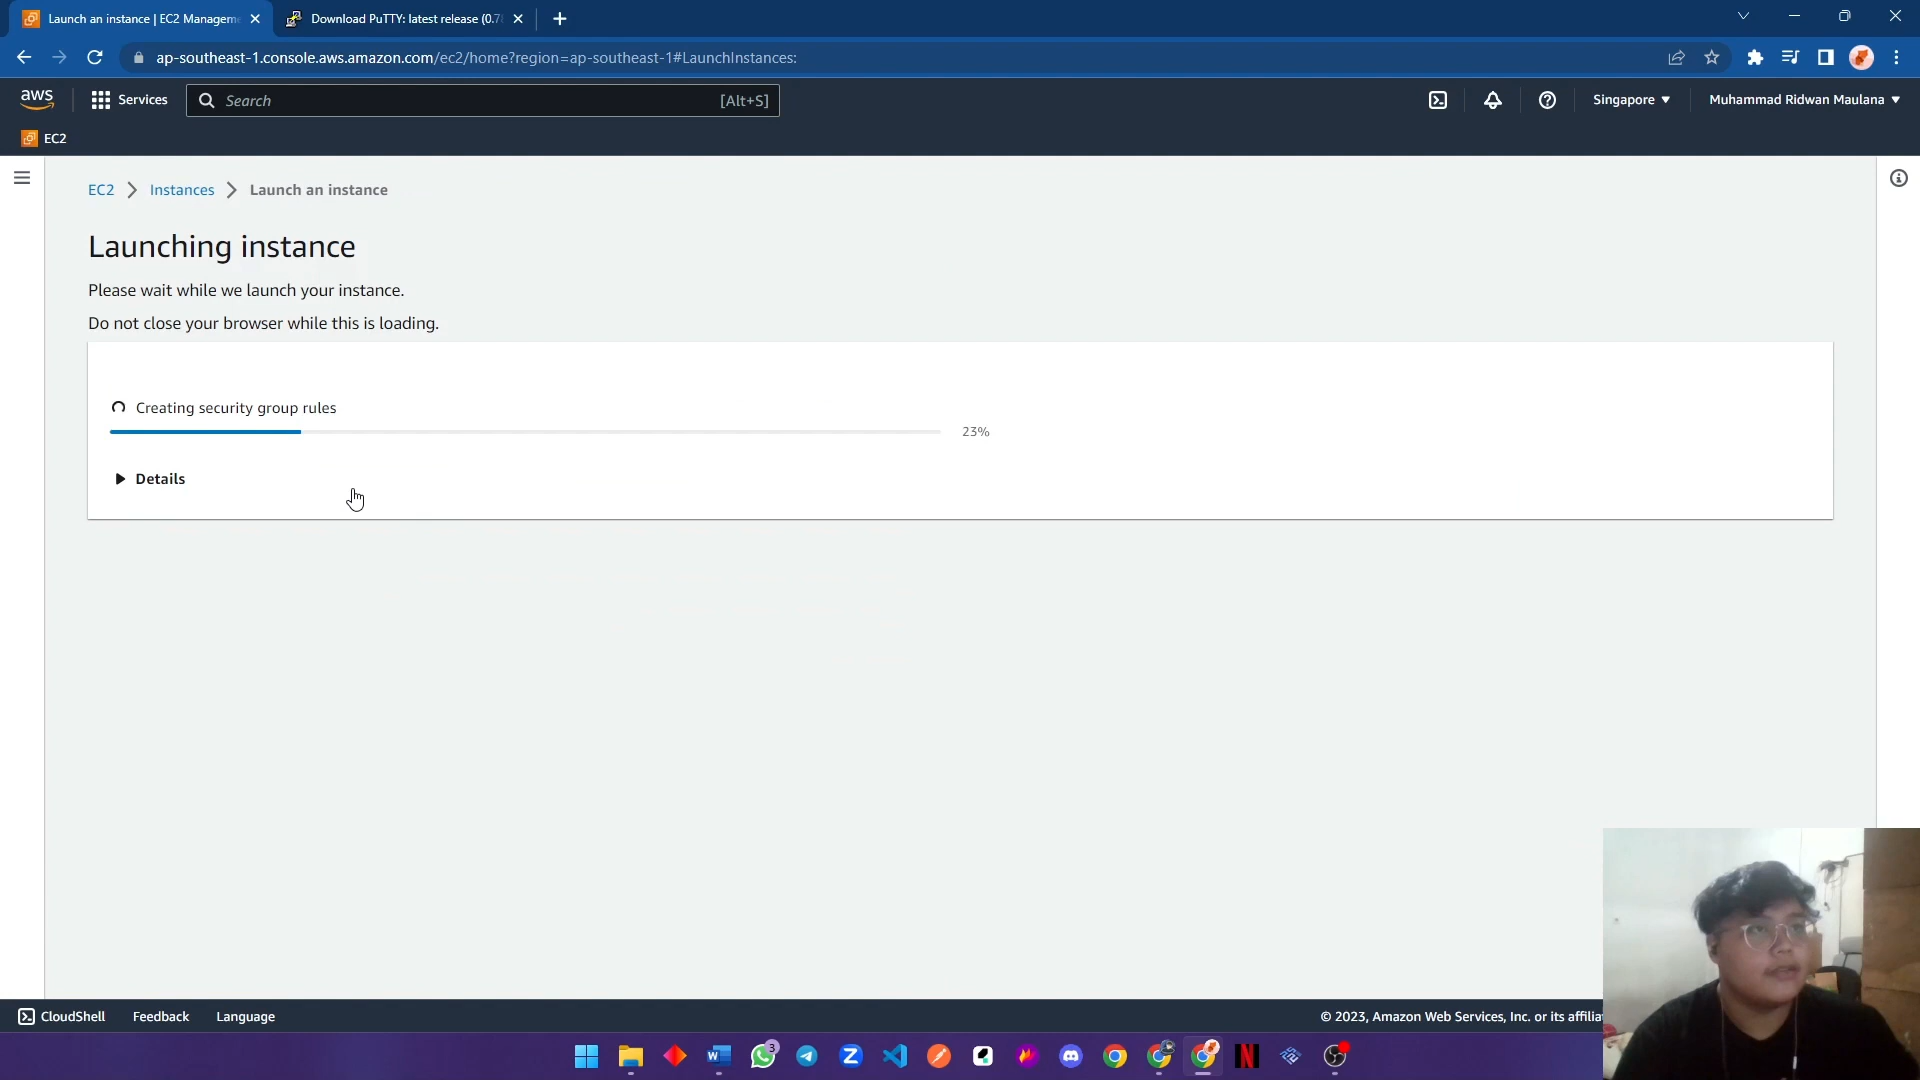 Launch an instance | EC2 Managem
Download PuTTY: latest release (0.7
ap-southeast-1.console.aws.amazon.com/ec2/home?region=ap-southeast-1#LaunchInstances:
aws
Services
Search
[Alt+S]
Singapore
Muhammad Ridwan Maulana
EC2
EC2
Instances
Launch an instance
Launching instance
Please wait while we launch your instance.
Do not close your browser while this is loading.
Creating security group rules
23%
Details
CloudShell
Feedback
Language
© 2023, Amazon Web Services, Inc. or its affilia
W
3
Z
N